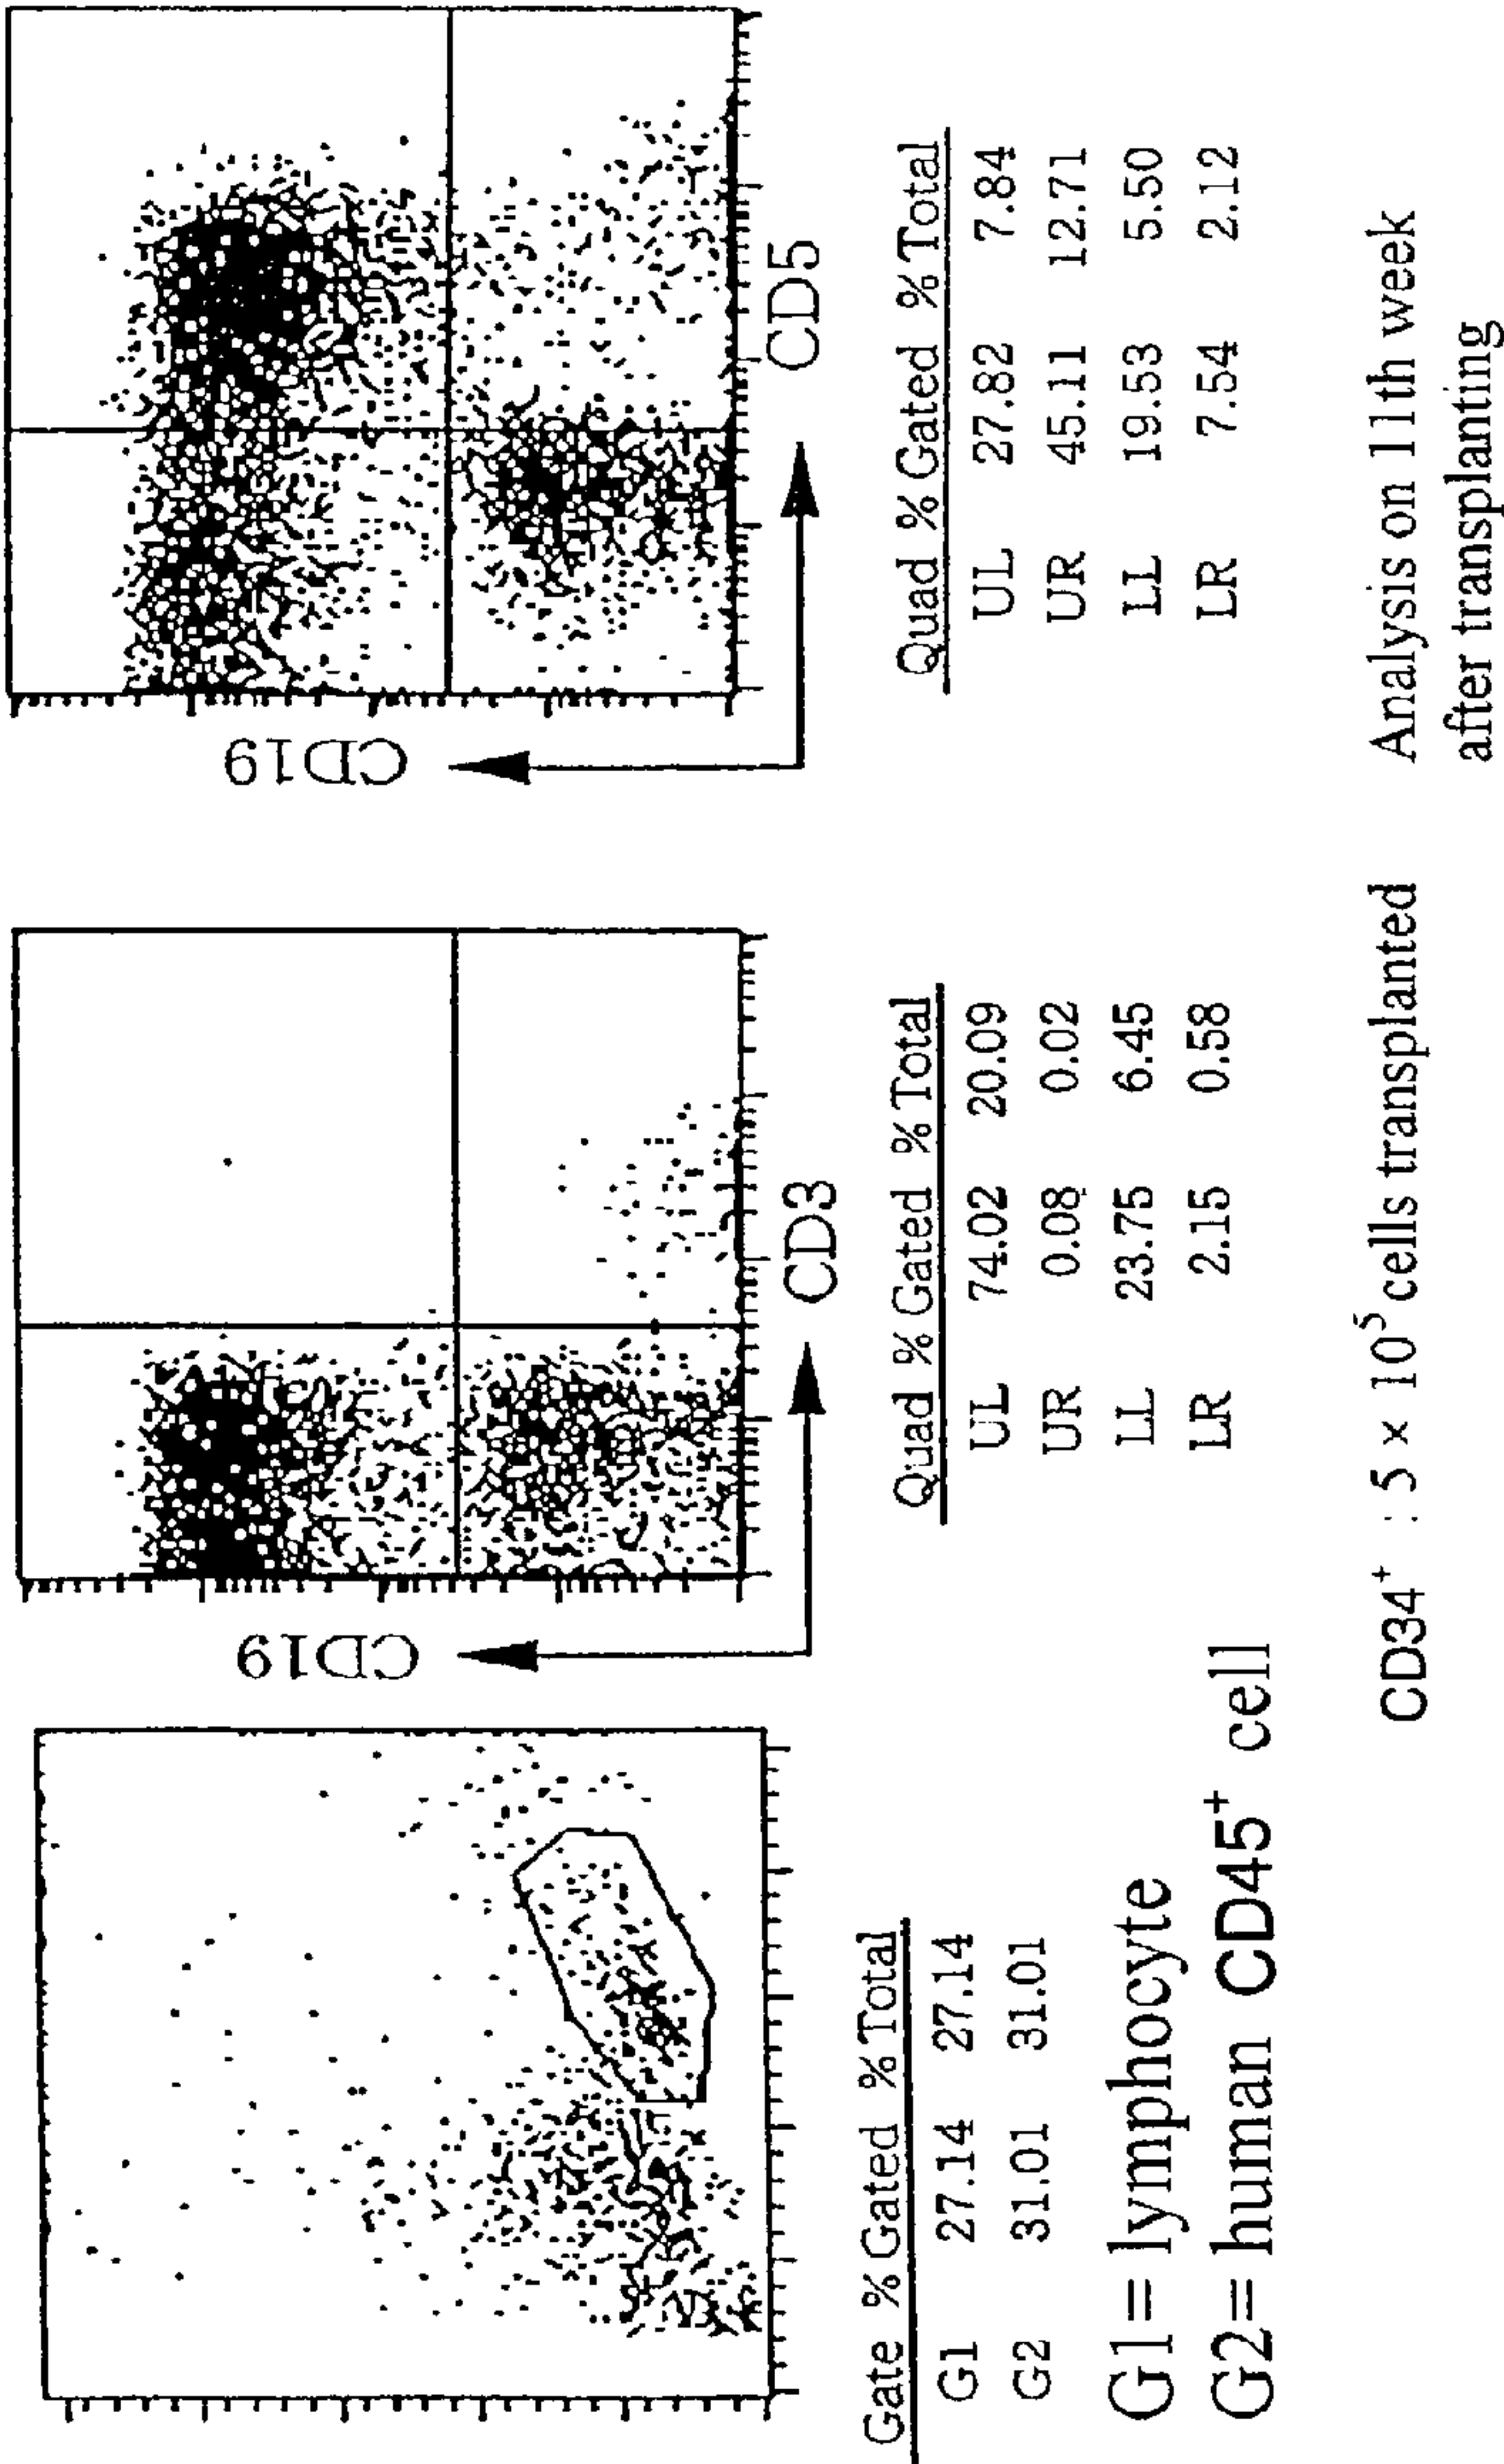 CD19
CD3
CD19
CD5
Gate % Gated % Total
G1 27.14 27.14
G2 31.01 31.01
G1= lymphocyte
G2= human CD45⁺ cell
Quad % Gated % Total
UL 74.02 20.09
UR 0.08 0.02
LL 23.75 6.45
LR 2.15 0.58
Quad % Gated % Total
UL 27.82 7.84
UR 45.11 12.71
LL 19.53 5.50
LR 7.54 2.12
CD34⁺ : 5 × 10⁵ cells transplanted
Analysis on 11th week
after transplanting